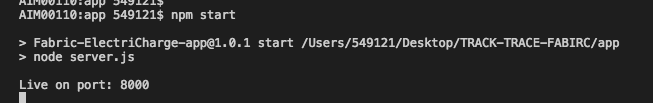 AIM00110:app 549121$
AIM00110:app 549121$ npm start
> Fabric-ElectriCharge-app@1.0.1 start /Users/549121/Desktop/TRACK-TRACE-FABIRC/app
> node server.js
Live on port: 8000